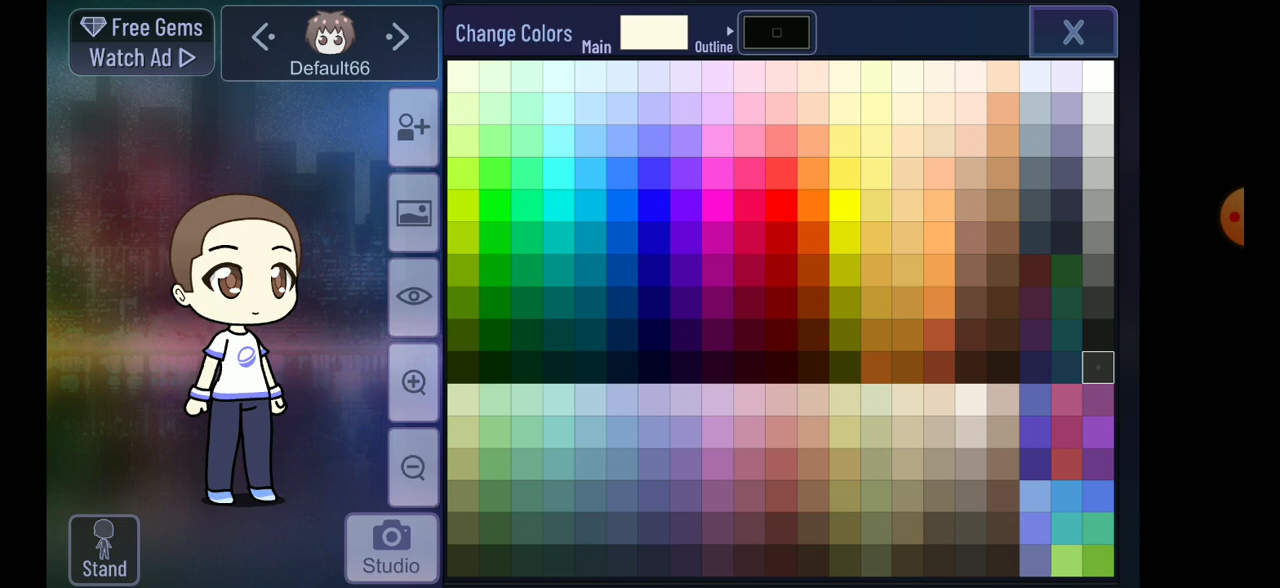 Free Gems
Watch Ad
Default66
Change Colors
Main
Outline
X
Stand
Studio